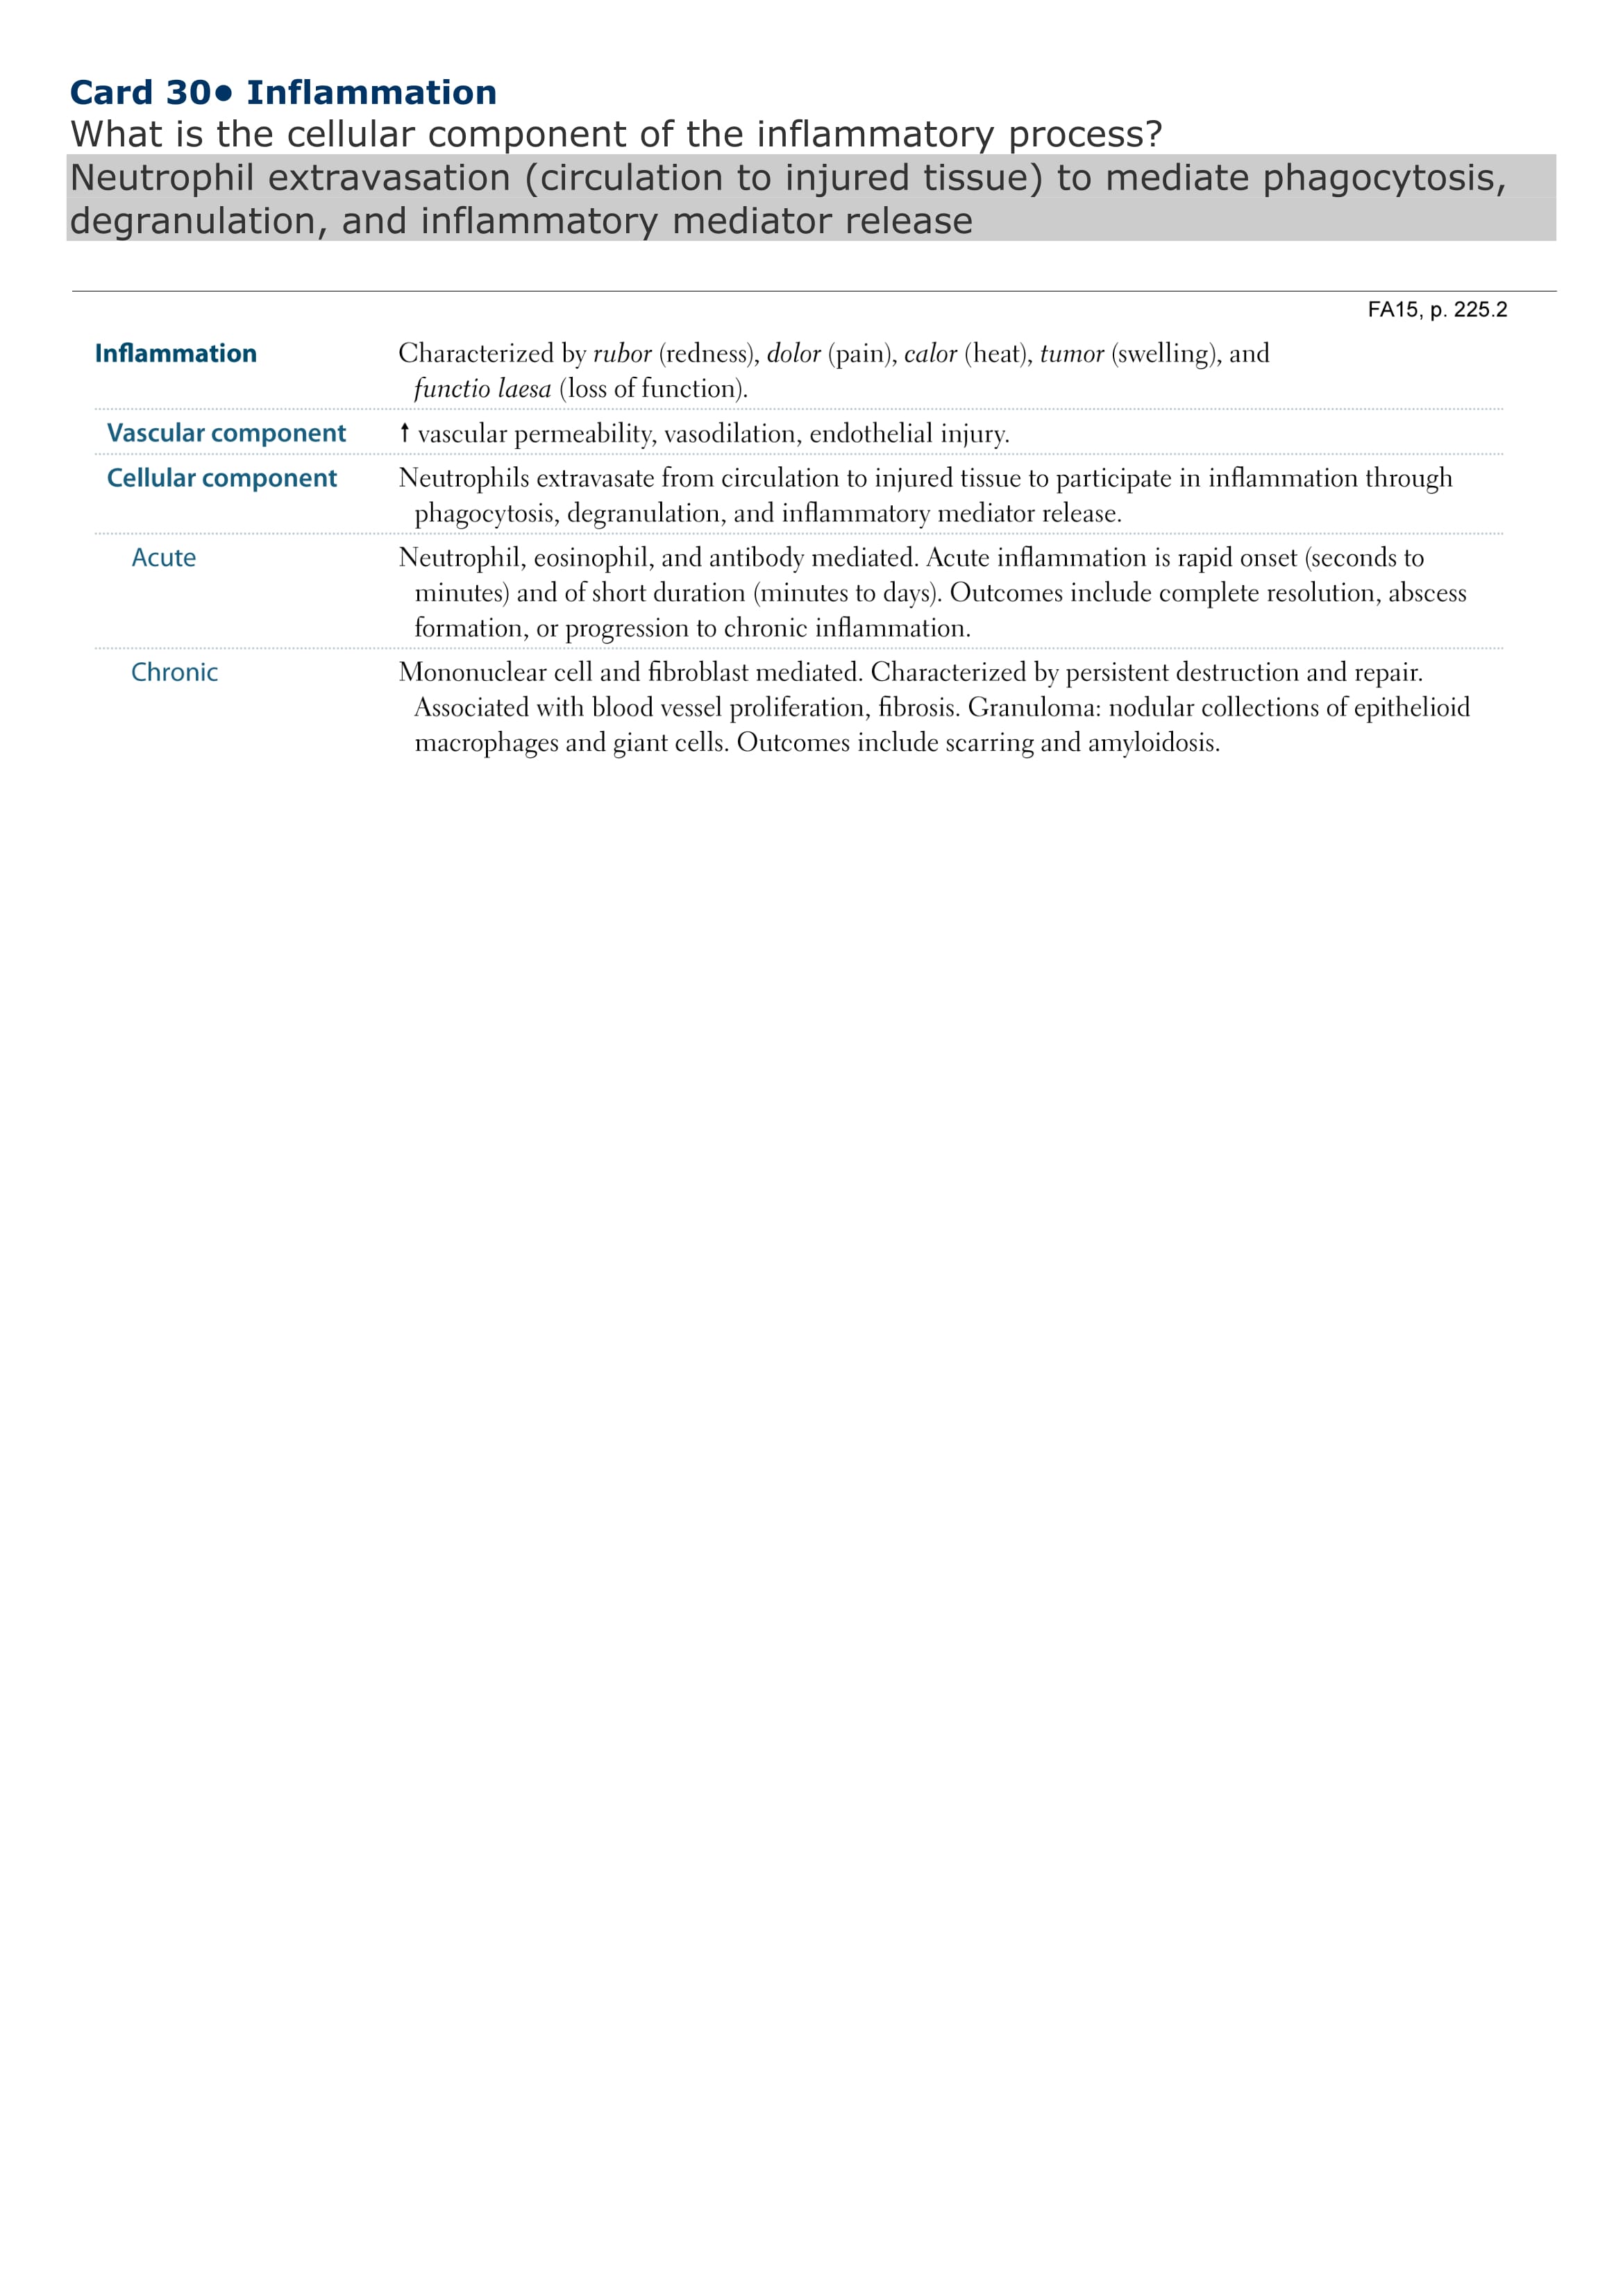 Card 30● Inflammation
What is the cellular component of the inflammatory process?
Neutrophil extravasation (circulation to injured tissue) to mediate phagocytosis,
degranulation, and inflammatory mediator release
FA15, p. 225.2
Inflammation Characterized by rubor (redness), dolor (pain), calor (heat), tumor (swelling), and
functio laesa (loss of function).
Vascular component ↑ vascular permeability, vasodilation, endothelial injury.
Cellular component Neutrophils extravasate from circulation to injured tissue to participate in inflammation through
phagocytosis, degranulation, and inflammatory mediator release.
Acute Neutrophil, eosinophil, and antibody mediated. Acute inflammation is rapid onset (seconds to
minutes) and of short duration (minutes to days). Outcomes include complete resolution, abscess
formation, or progression to chronic inflammation.
Chronic Mononuclear cell and fibroblast mediated. Characterized by persistent destruction and repair.
Associated with blood vessel proliferation, fibrosis. Granuloma: nodular collections of epithelioid
macrophages and giant cells. Outcomes include scarring and amyloidosis.